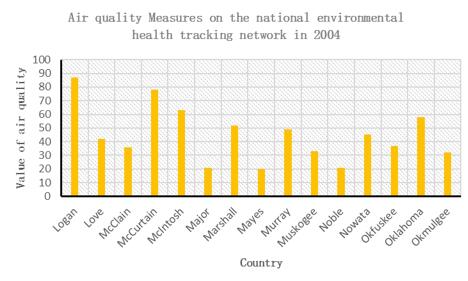 Air quality Measures on the national environmental
health tracking network in 2004
Value of air quality
100
90
80
70
60
50
40
30
20
10
0
Logan
Love
McClain
McCurtain
McIntosh
Major
Marshall
Mayes
Murray
Muskogee
Noble
Nowata
Okfuskee
Oklahoma
Okmulgee
Country